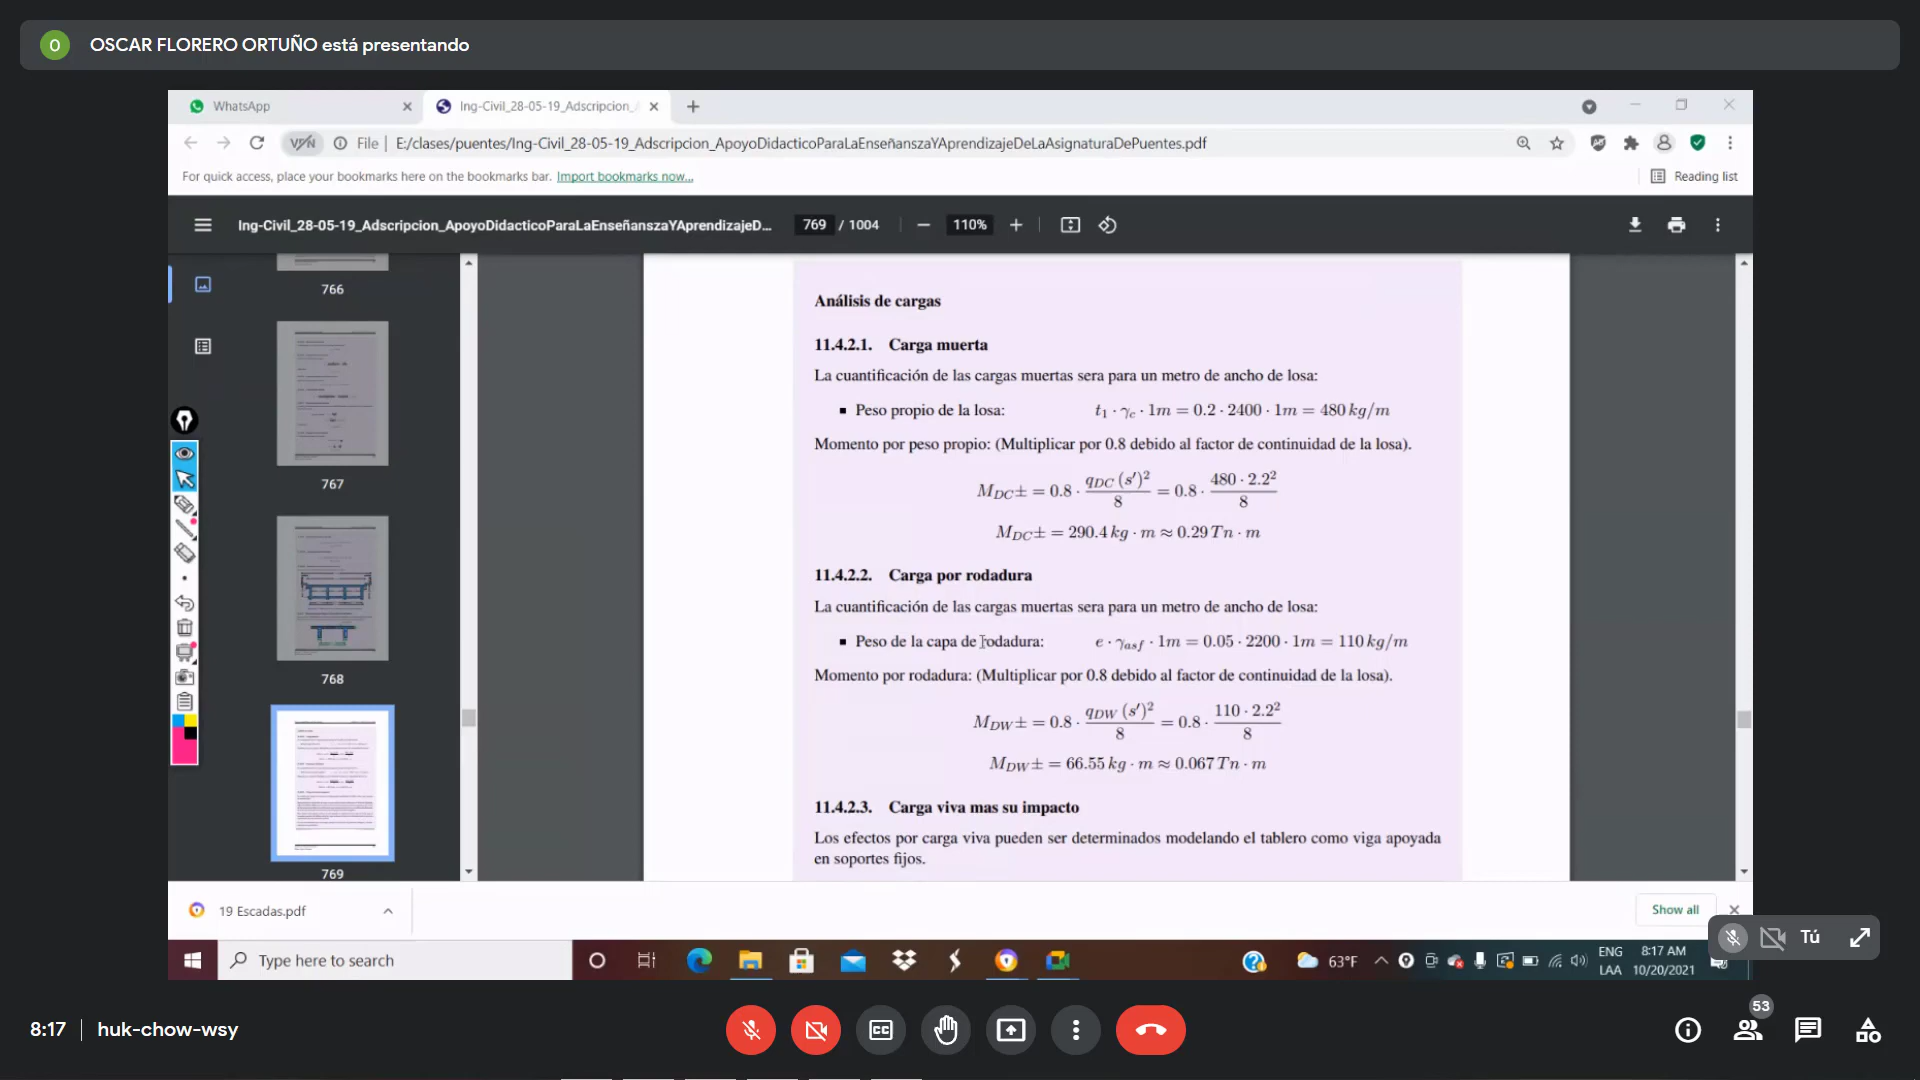 O OSCAR FLORERO ORTUÑO está presentando
WhatsApp
Ing-Civil_28-05-19_Adscripcion_A
VPN File E:/clases/puentes/Ing-Civil_28-05-19_Adscripcion_ApoyoDidacticoParaLaEnseñanszaYAprendizajeDeLaAsignaturaDePuentes.pdf
For quick access, place your bookmarks here on the bookmarks bar. Import bookmarks now...
Reading list
Ing-Civil_28-05-19_Adscripcion_ApoyoDidacticoParaLaEnseñanszaYAprendizajeD... 769 / 1004 110%
766
767
768
769
Análisis de cargas
11.4.2.1. Carga muerta
La cuantificación de las cargas muertas sera para un metro de ancho de losa:
▪ Peso propio de la losa: t₁ · γc · 1m = 0.2 · 2400 · 1m = 480 kg/m
Momento por peso propio: (Multiplicar por 0.8 debido al factor de continuidad de la losa).
M_DC± = 0.8 · q_DC (s′)²/8 = 0.8 · 480 · 2.2²/8
M_DC± = 290.4 kg · m ≈ 0.29 Tn · m
11.4.2.2. Carga por rodadura
La cuantificación de las cargas muertas sera para un metro de ancho de losa:
▪ Peso de la capa de rodadura: e · γasf · 1m = 0.05 · 2200 · 1m = 110 kg/m
Momento por rodadura: (Multiplicar por 0.8 debido al factor de continuidad de la losa).
M_DW± = 0.8 · q_DW (s′)²/8 = 0.8 · 110 · 2.2²/8
M_DW± = 66.55 kg · m ≈ 0.067 Tn · m
11.4.2.3. Carga viva mas su impacto
Los efectos por carga viva pueden ser determinados modelando el tablero como viga apoyada
en soportes fijos.
19 Escadas.pdf
Show all
Tú
Type here to search
63°F
ENG
LAA
8:17 AM
10/20/2021
8:17 huk-chow-wsy
CC
53